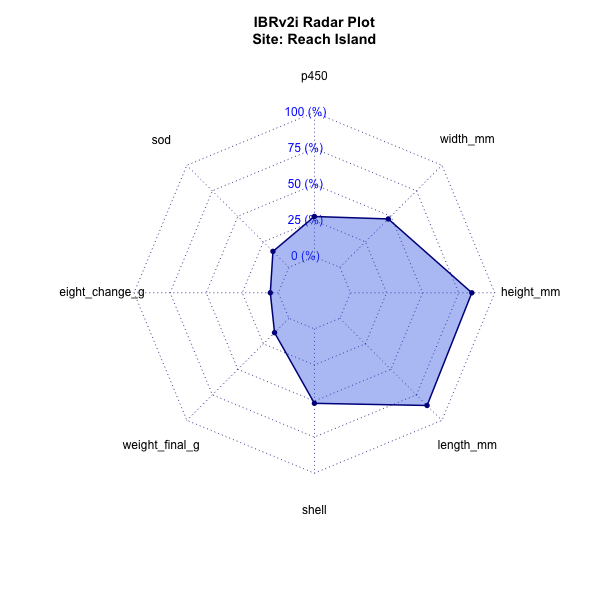 IBRv2i Radar Plot
Site: Reach Island
p450
100 (%)
sod
width_mm
75 (%)
50 (%)
25 (%)
0 (%)
eight_change_g
height_mm
weight_final_g
length_mm
shell